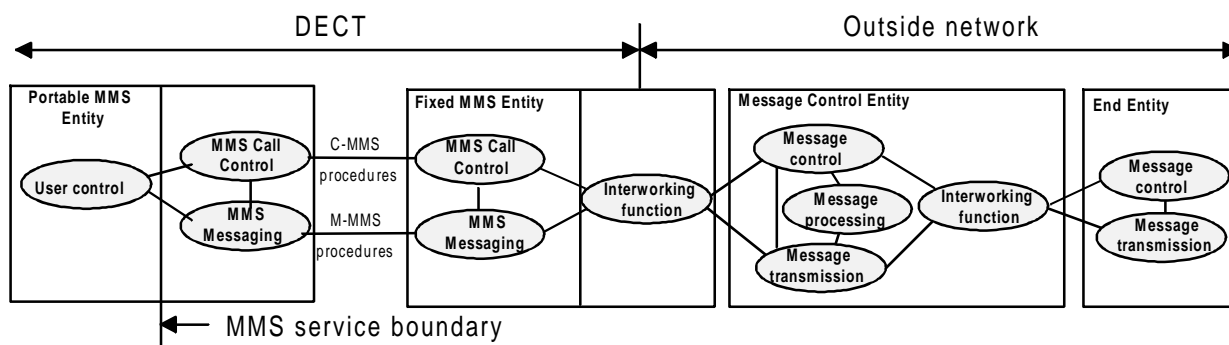 DECT
Outside network
Portable MMS
Entity
User control
MMS Call
Control
MMS
Messaging
C-MMS
procedures
M-MMS
procedures
Fixed MMS Entity
MMS Call
Control
MMS
Messaging
Interworking
function
Message Control Entity
Message
control
Message
processing
Message
transmission
Interworking
function
End Entity
Message
control
Message
transmission
MMS service boundary